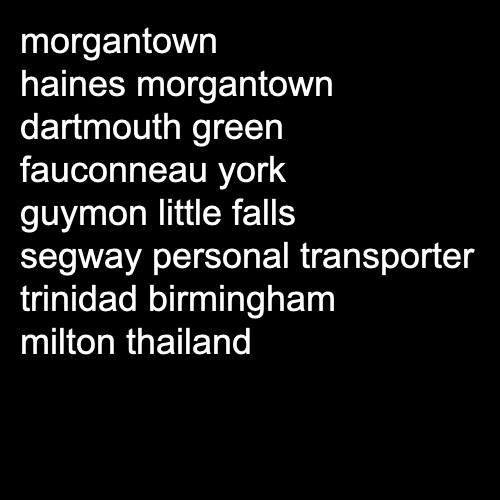 morgantown
haines morgantown
dartmouth green
fauconneau york
guymon little falls
segway personal transporter
trinidad birmingham
milton thailand